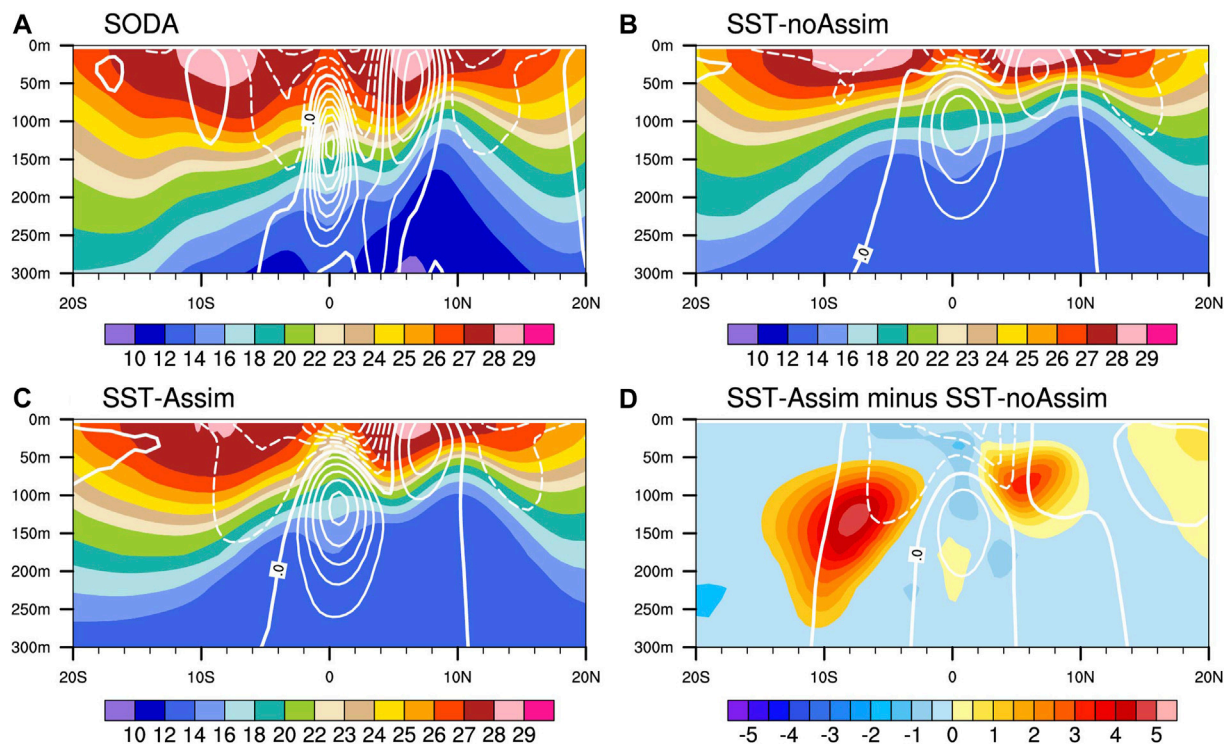 A SODA
0m
50m
100m
150m
200m
250m
300m
.0
20S 10S 0 10N 20N
10 12 14 16 18 20 22 23 24 25 26 27 28 29
B SST-noAssim
0m
50m
100m
150m
200m
250m
300m
.0
20S 10S 0 10N 20N
10 12 14 16 18 20 22 23 24 25 26 27 28 29
C SST-Assim
0m
50m
100m
150m
200m
250m
300m
.0
20S 10S 0 10N 20N
10 12 14 16 18 20 22 23 24 25 26 27 28 29
D SST-Assim minus SST-noAssim
0m
50m
100m
150m
200m
250m
300m
.0
20S 10S 0 10N 20N
-5 -4 -3 -2 -1 0 1 2 3 4 5